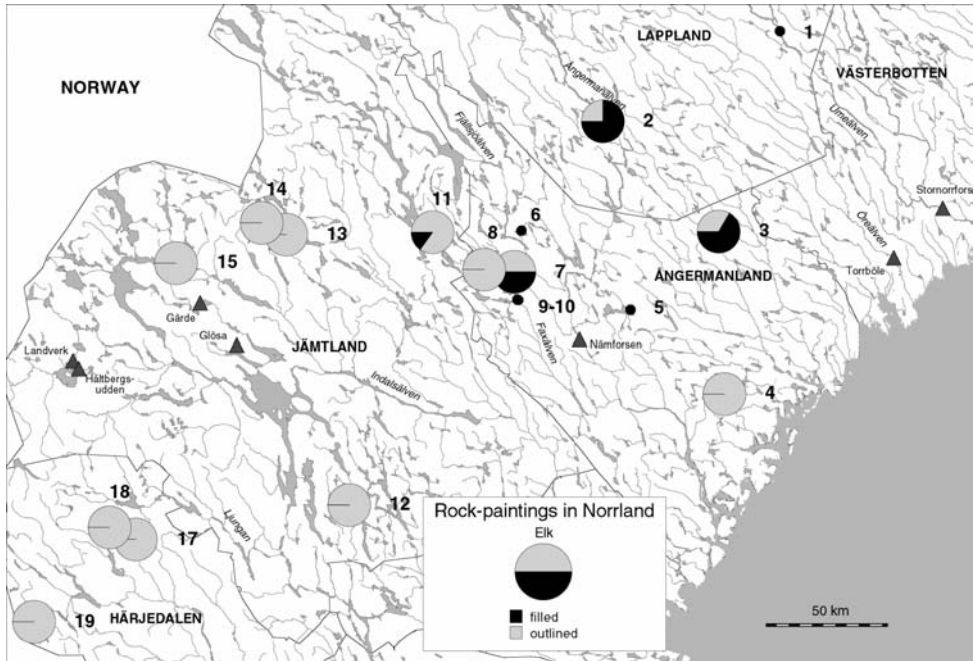 LAPPLAND
1
VÄSTERBOTTEN
NORWAY
Ångermanälven
2
Umeälven
Fjällsjöälven
Stornorrfors
14
11
6
13
8
3
Öreälven
15
7
ÅNGERMANLAND
Torrböle
Gärde
9-10
5
Glösa
Faxälven
Nämforsen
Landverk
JÄMTLAND
Håltbergs-
udden
Indalsälven
4
18
12
Ljungan
17
Rock-paintings in Norrland
Elk
HÄRJEDALEN
19
filled
outlined
50 km